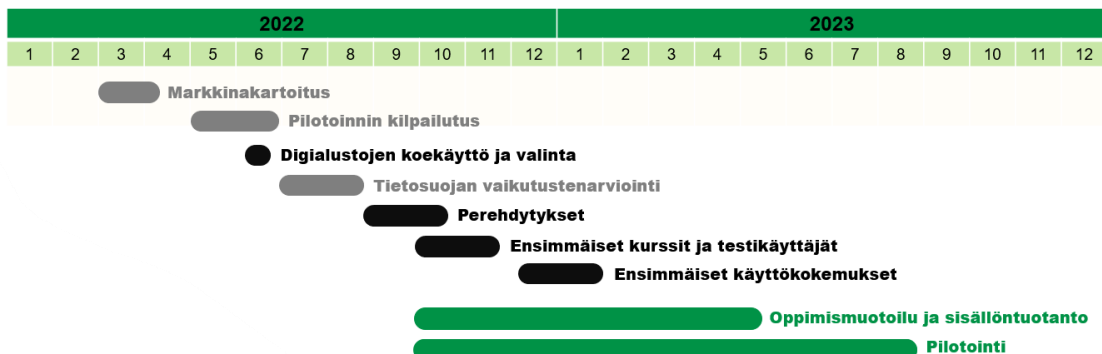 2022 2023
1 2 3 4 5 6 7 8 9 10 11 12 1 2 3 4 5 6 7 8 9 10 11 12
Markkinakartoitus
Pilotoinnin kilpailutus
Digialustojen koekäyttö ja valinta
Tietosuojan vaikutustenarviointi
Perehdytykset
Ensimmäiset kurssit ja testikäyttäjät
Ensimmäiset käyttökokemukset
Oppimismuotoilu ja sisällöntuotanto
Pilotointi